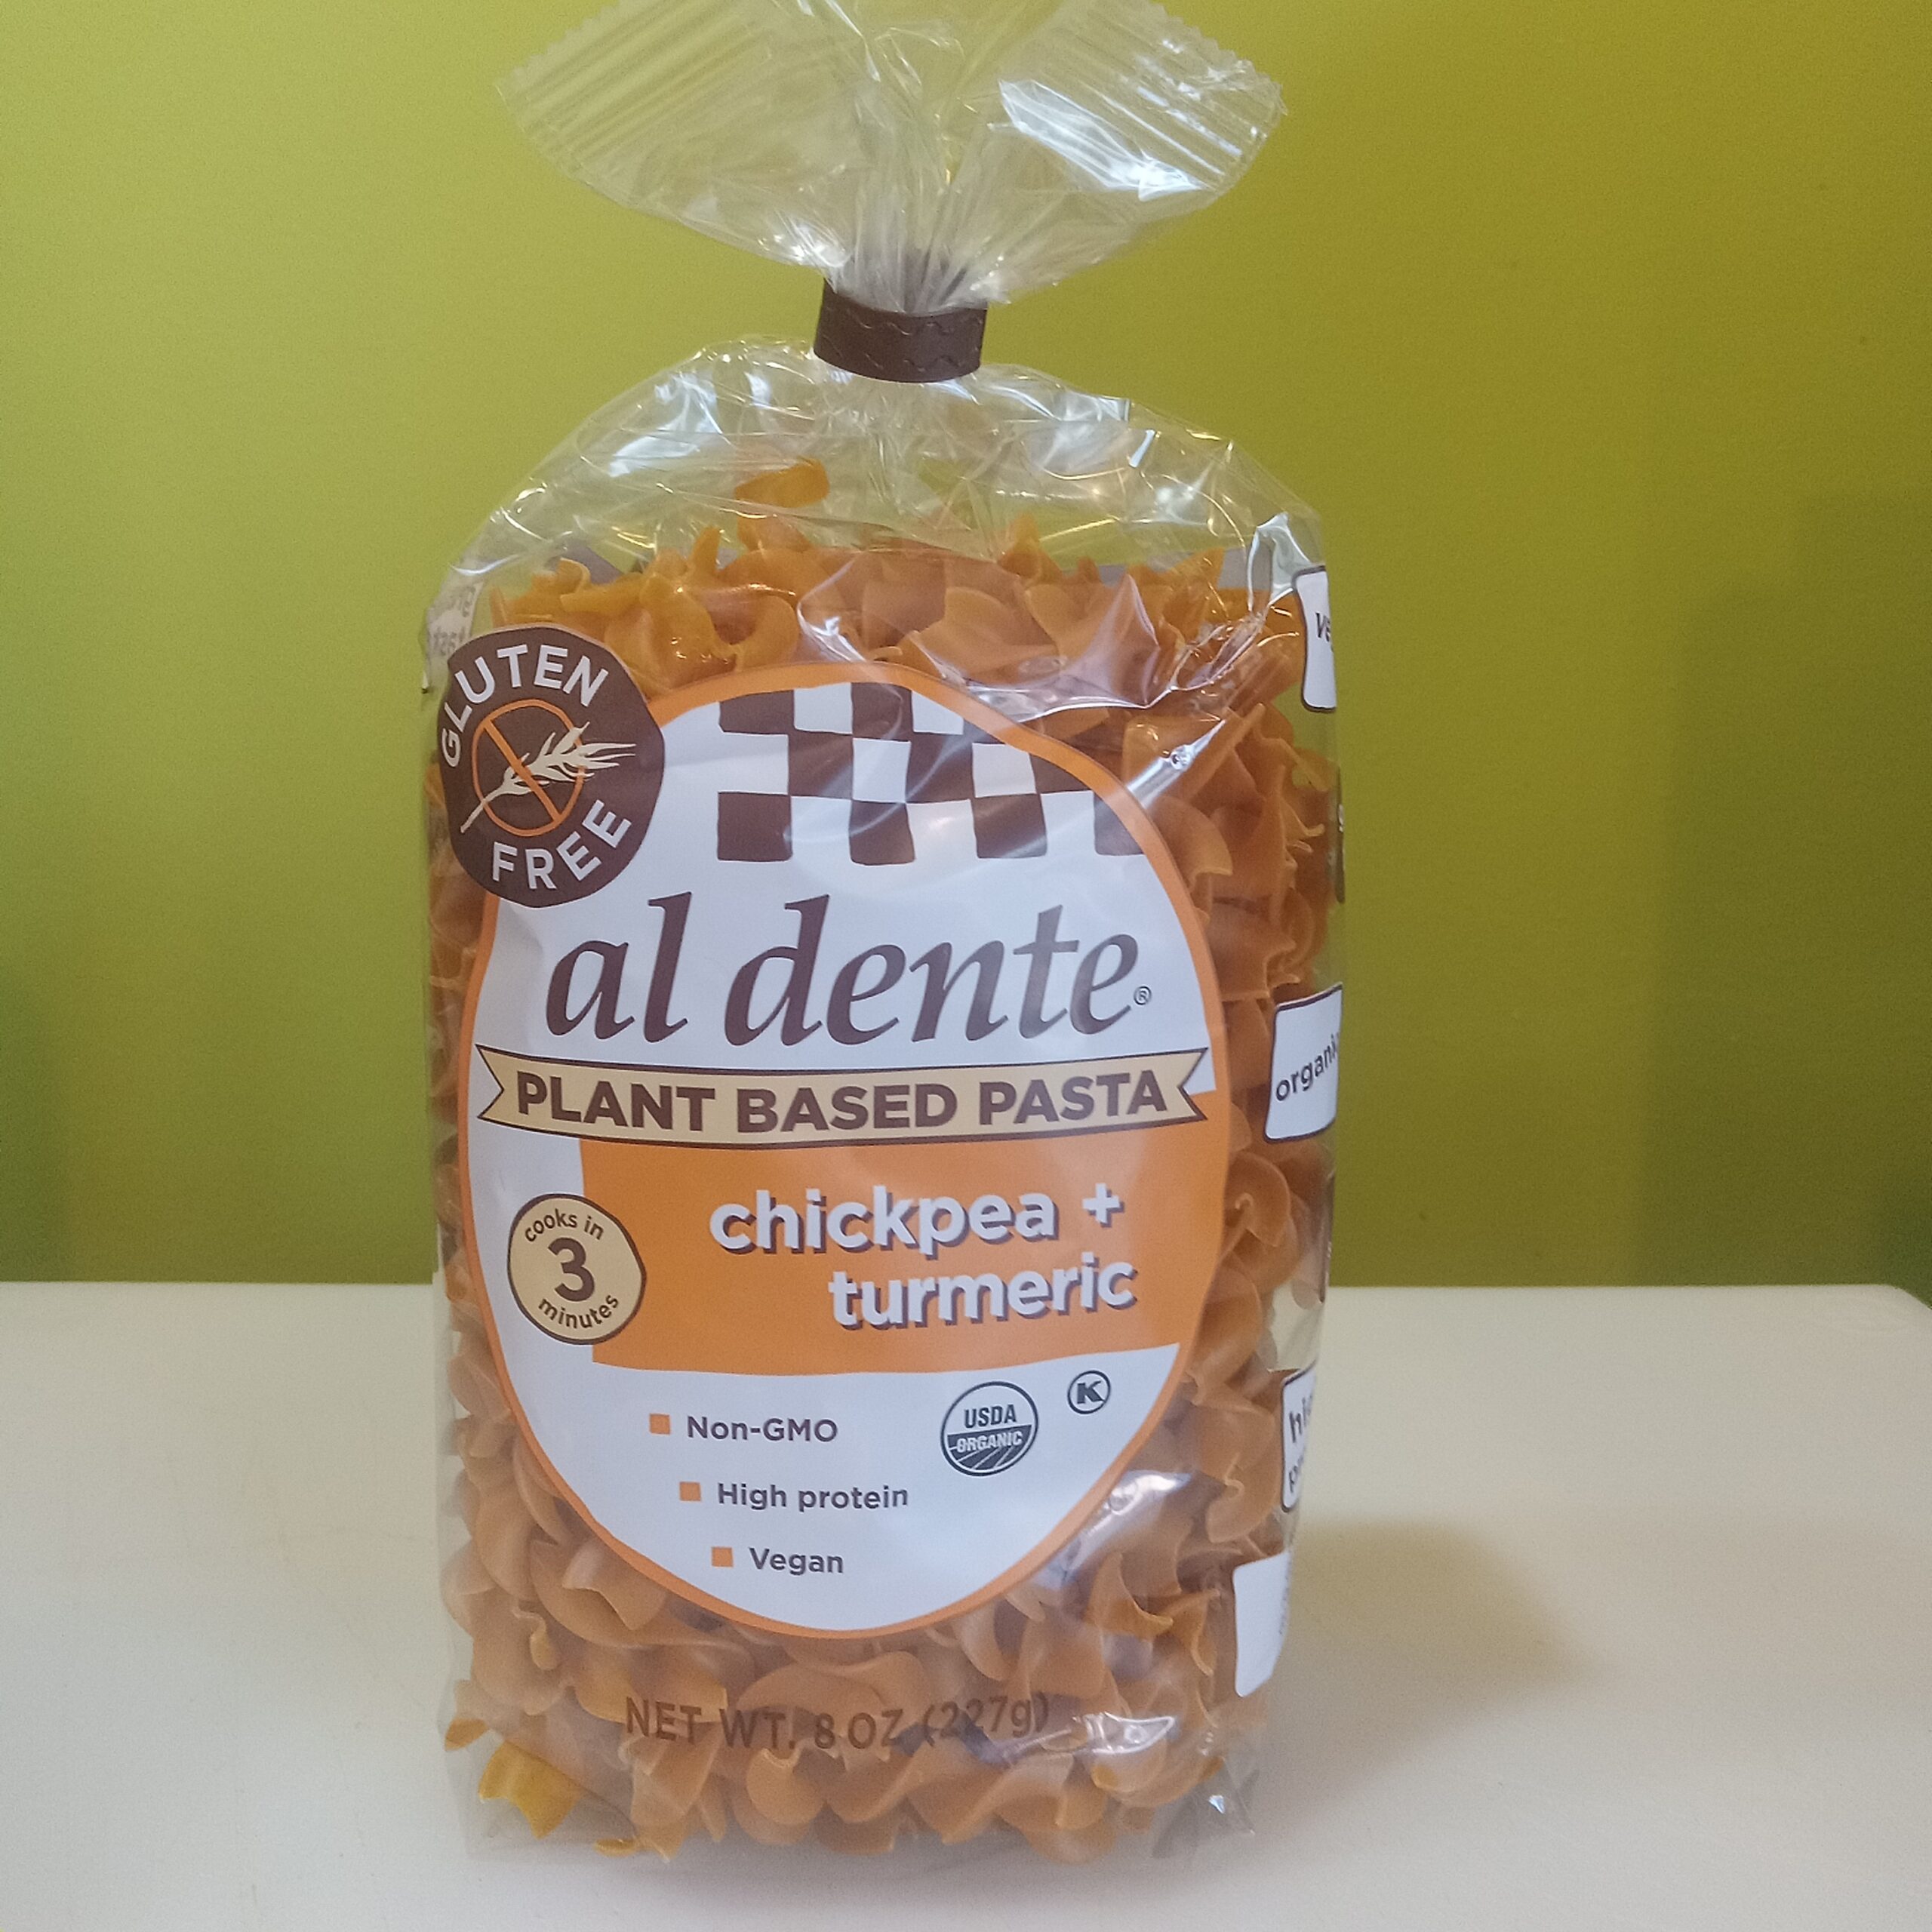 GLUTEN
FREE
al dente®
PLANT BASED PASTA
chickpea +
turmeric
cooks in
3
minutes
Non-GMO
High protein
Vegan
USDA
ORGANIC
K
NET WT. 8 OZ (227g)